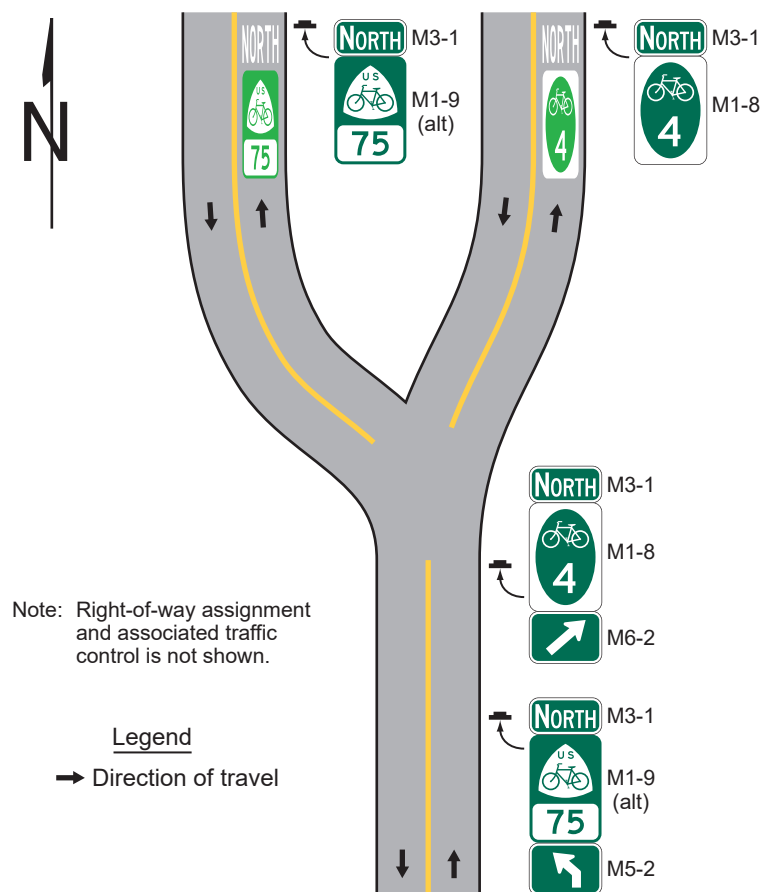 N
NORTH
US
75
NORTH
M3-1
US
75
M1-9
(alt)
NORTH
4
NORTH
M3-1
4
M1-8
NORTH
M3-1
4
M1-8
M6-2
Note: Right-of-way assignment
and associated traffic
control is not shown.
Legend
Direction of travel
NORTH
M3-1
US
75
M1-9
(alt)
M5-2